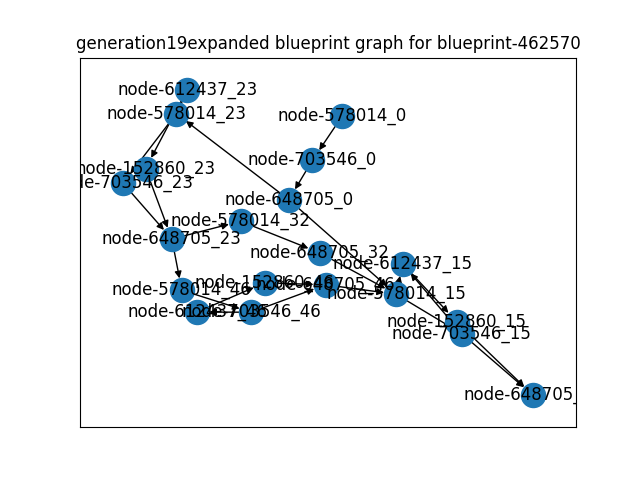 generation19expanded blueprint graph for blueprint-462570
node-612437_23
node-578014_23
node-578014_0
node-703546_0
node-152860_23
node-703546_23
node-648705_0
node-578014_32
node-648705_23
node-648705_32
node-612437_15
node-152860_46
node-648705_46
node-578014_46
node-578014_15
node-612437_46
node-703546_46
node-152860_15
node-703546_15
node-648705_